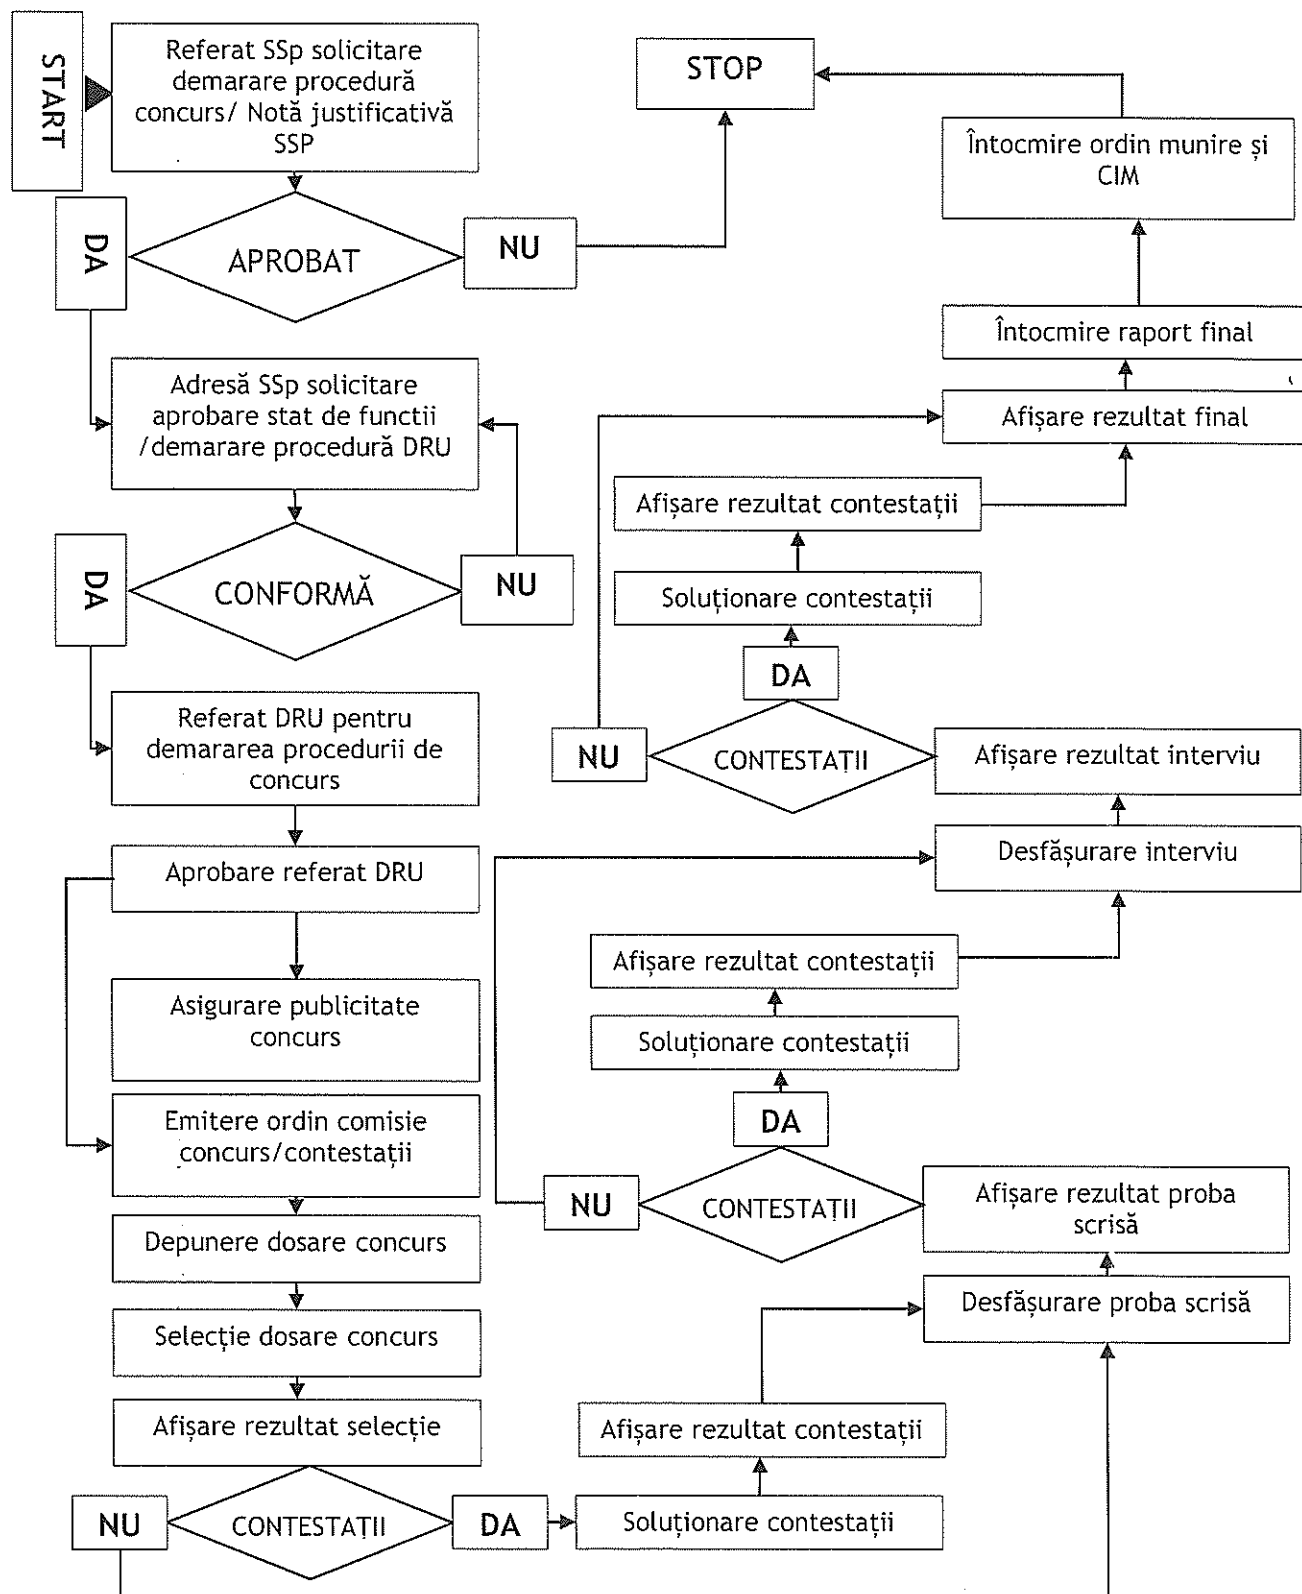 START
Referat SSp solicitare
demarare procedură
concurs/ Notă justificativă
SSP
APROBAT
DA
NU
STOP
Adresă SSp solicitare
aprobare stat de functii
/demarare procedură DRU
CONFORMĂ
DA
NU
Referat DRU pentru
demararea procedurii de
concurs
Aprobare referat DRU
Asigurare publicitate
concurs
Emitere ordin comisie
concurs/contestații
Depunere dosare concurs
Selecție dosare concurs
Afișare rezultat selecție
CONTESTAȚII
NU
DA
Soluționare contestații
Afișare rezultat contestații
Desfășurare proba scrisă
Afișare rezultat proba
scrisă
CONTESTAȚII
NU
DA
Soluționare contestații
Afișare rezultat contestații
Desfășurare interviu
Afișare rezultat interviu
CONTESTAȚII
NU
DA
Soluționare contestații
Afișare rezultat contestații
Afișare rezultat final
Întocmire raport final
Întocmire ordin munire și
CIM